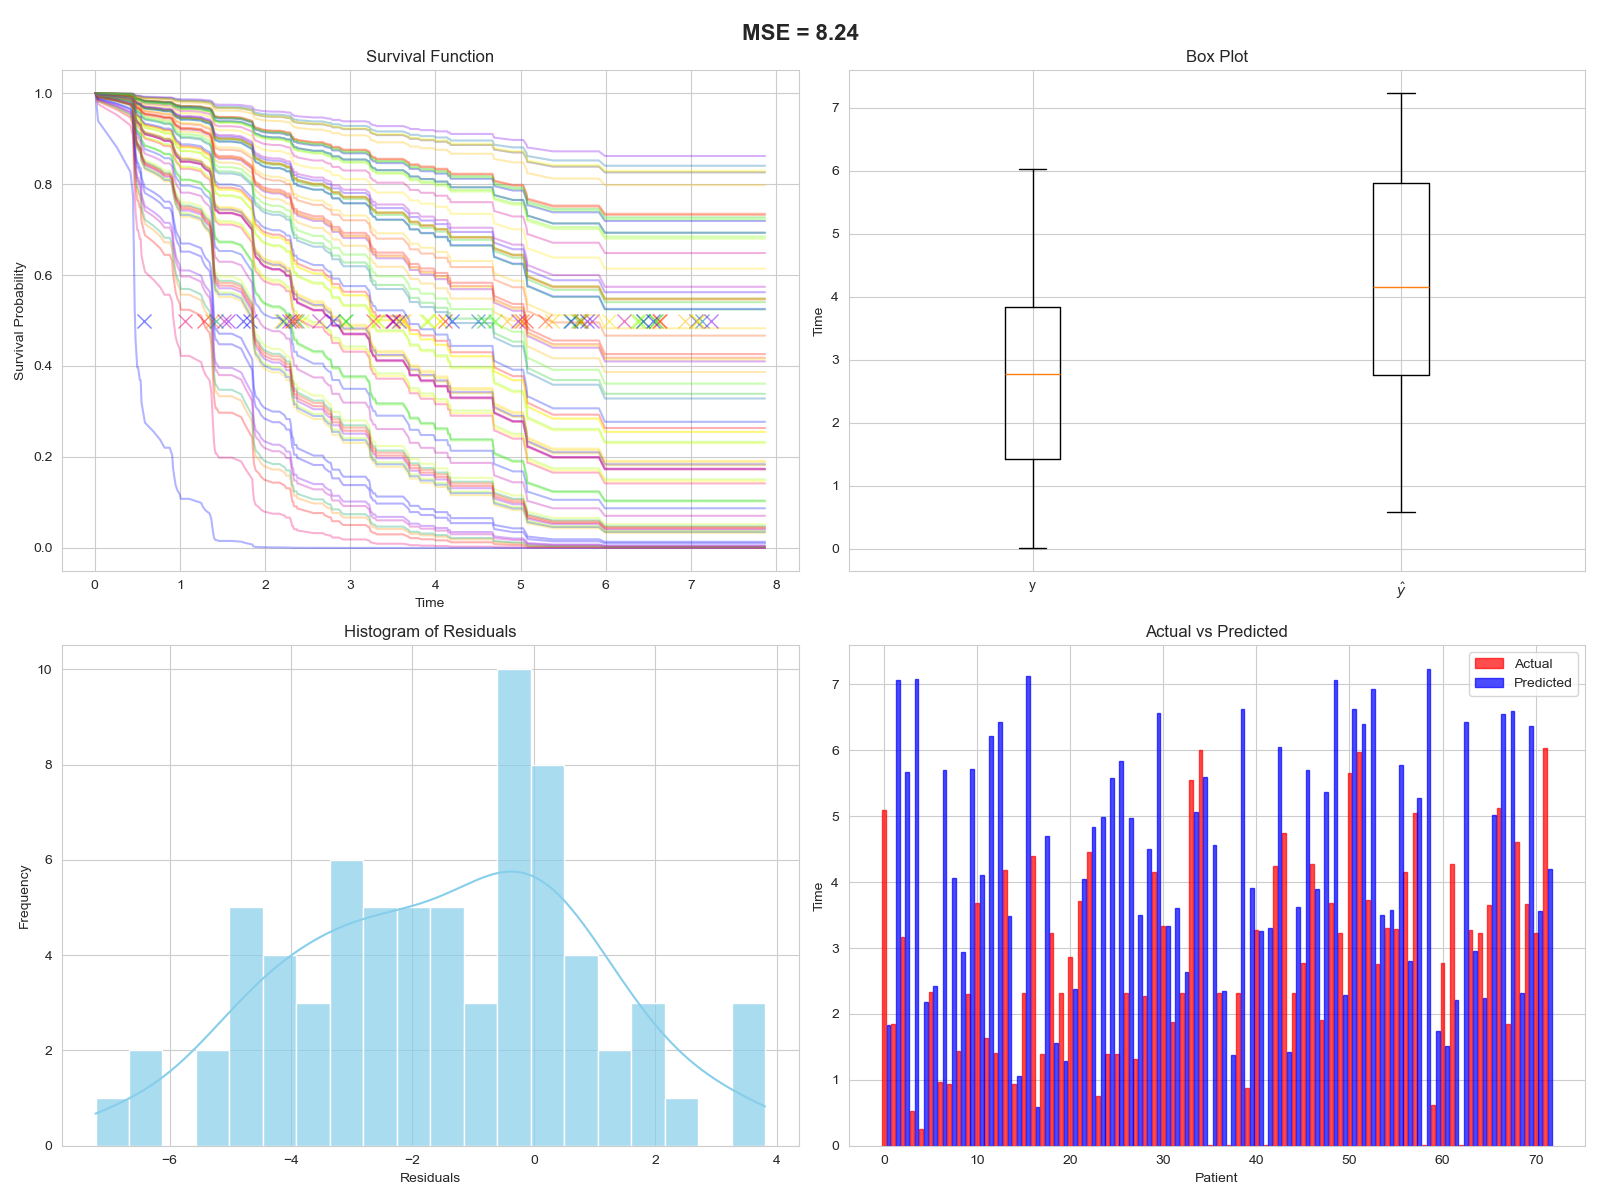 MSE = 8.24
Survival Function
Survival Probability
1.0
0.8
0.6
0.4
0.2
0.0
0 1 2 3 4 5 6 7 8
Time
Box Plot
Time
7
6
5
4
3
2
1
0
y ŷ
Histogram of Residuals
Frequency
10
8
6
4
2
0
−6 −4 −2 0 2 4
Residuals
Actual vs Predicted
Actual
Predicted
Time
7
6
5
4
3
2
1
0
0 10 20 30 40 50 60 70
Patient